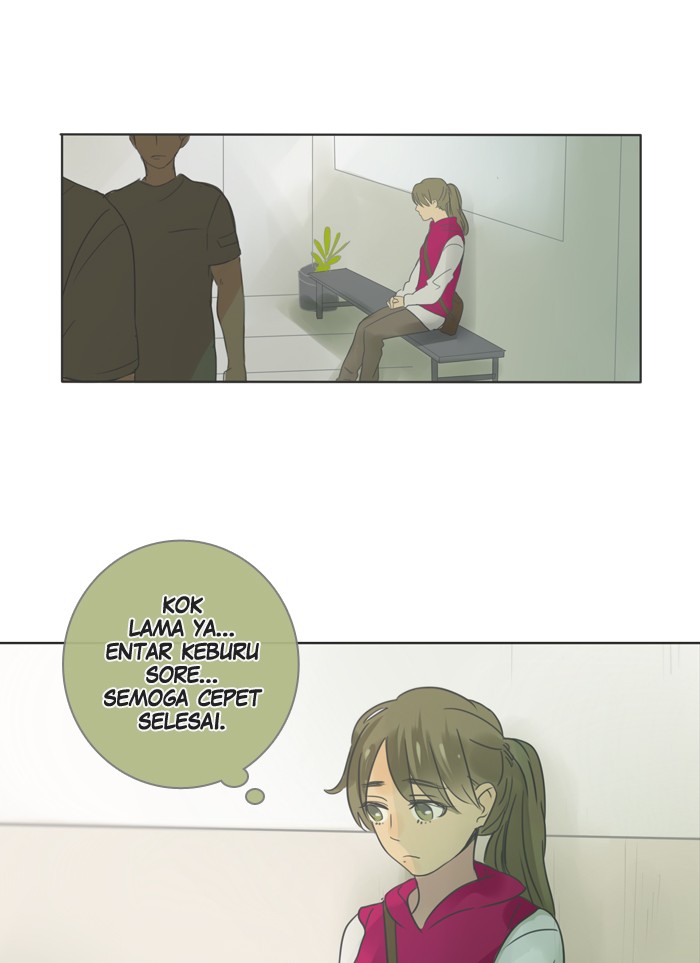 KOK
LAMA YA...
ENTAR KEBURU
SORE...
SEMOGA CEPET
SELESAI.